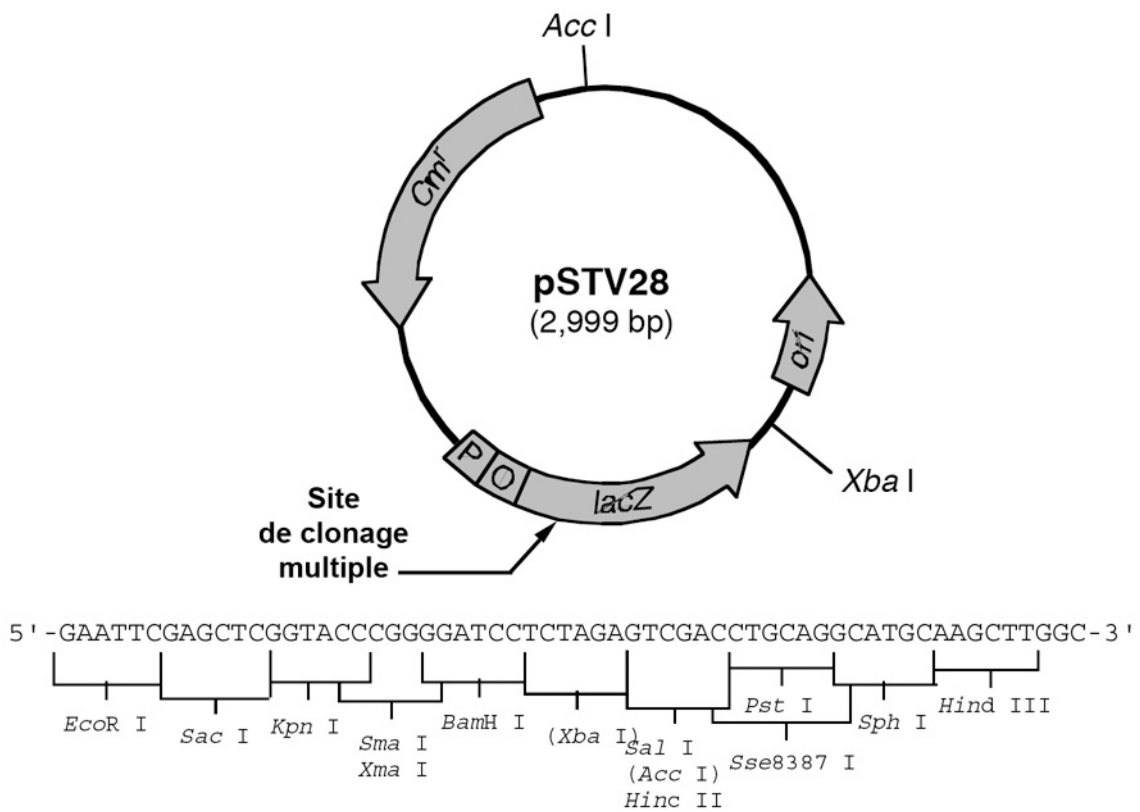 Acc I
Cmr
pSTV28
(2,999 bp)
ori
Xba I
P O lacZ
Site
de clonage
multiple
5'-GAATTCGAGCTCGGTACCCGGGGATCCTCTAGAGTCGACCTGCAGGCATGCAAGCTTGGC-3'
EcoR I
Sac I
Kpn I
Sma I
Xma I
BamH I
(Xba I)
Sal I
(Acc I)
Hinc II
Pst I
Sse8387 I
Sph I
Hind III